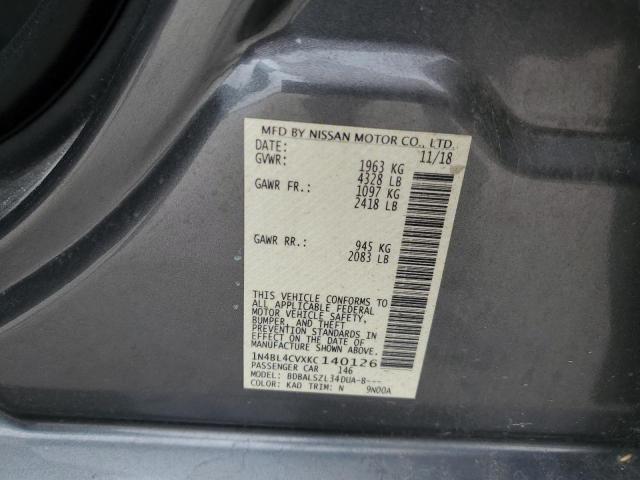 MFD BY NISSAN MOTOR CO., LTD.
DATE: 11/18
GVWR: 1963 KG
4328 LB
GAWR FR.: 1097 KG
2418 LB
GAWR RR.: 945 KG
2083 LB
THIS VEHICLE CONFORMS TO
ALL APPLICABLE FEDERAL
MOTOR VEHICLE SAFETY,
BUMPER, AND THEFT
PREVENTION STANDARDS IN
EFFECT ON THE DATE OF
MANUFACTURE SHOWN ABOVE.
1N4BL4CVXKC140126
PASSENGER CAR 146
MODEL: BDBALSZL34DUA-8---
COLOR: KAD TRIM: N 9N00A